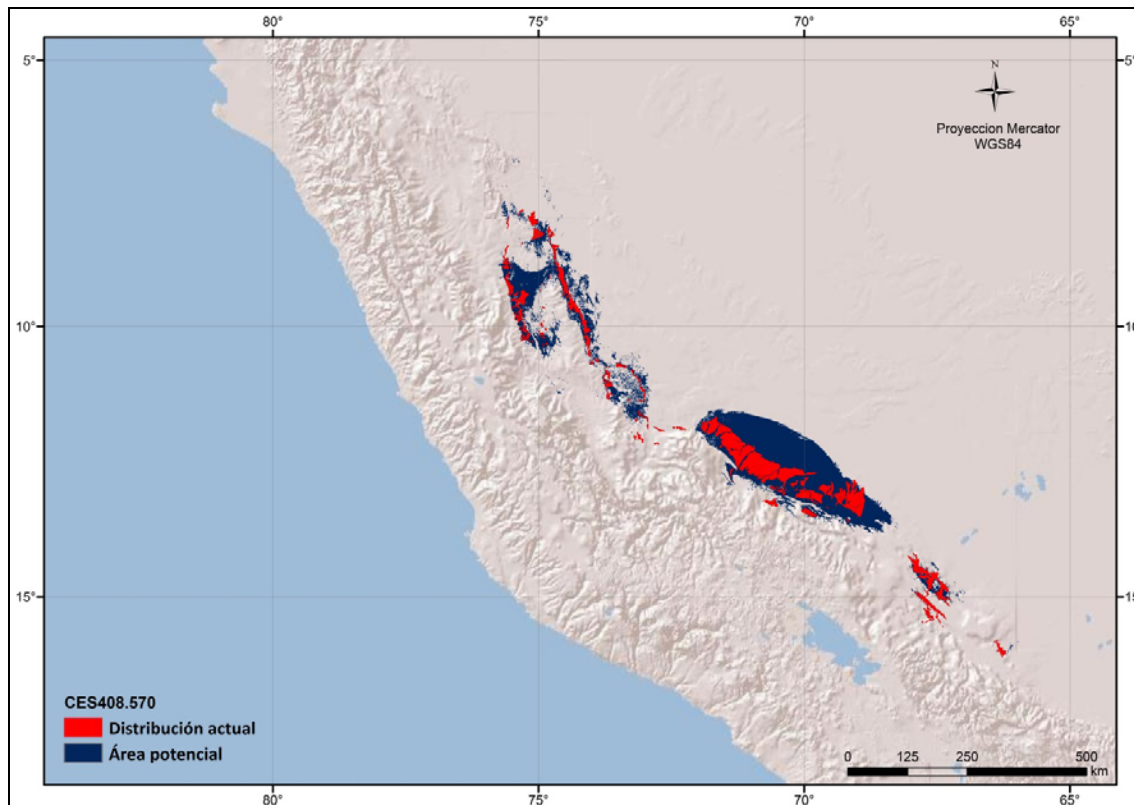 80° 75° 70° 65°
5° 5°
N
Proyeccion Mercator
WGS84
10° 10°
15° 15°
CES408.570
Distribución actual
Área potencial
0 125 250 500
km
80° 75° 70° 65°